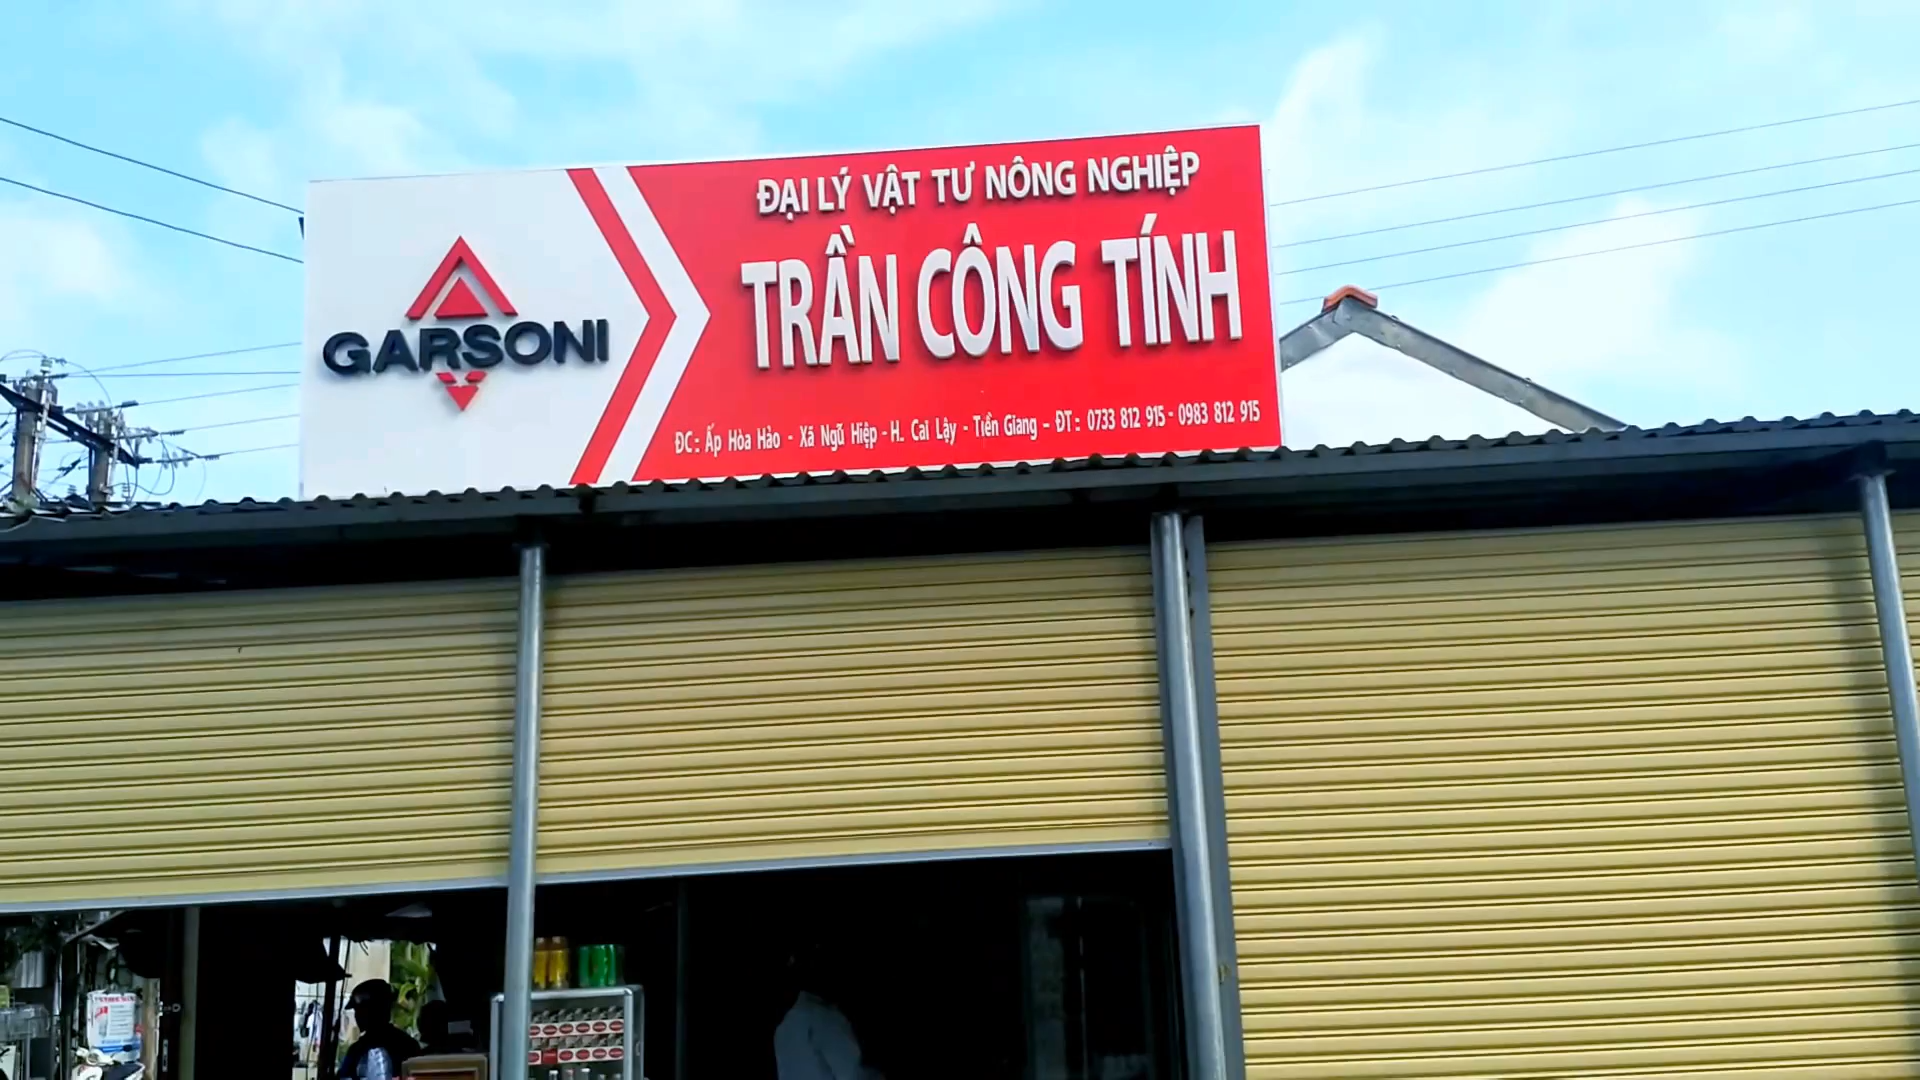 GARSONI
ĐẠI LÝ VẬT TƯ NÔNG NGHIỆP
TRẦN CÔNG TÍNH
ĐC: Ấp Hòa Hảo - Xã Ngũ Hiệp - H. Cai Lậy - Tiền Giang - ĐT: 0733 812 915 - 0983 812 915